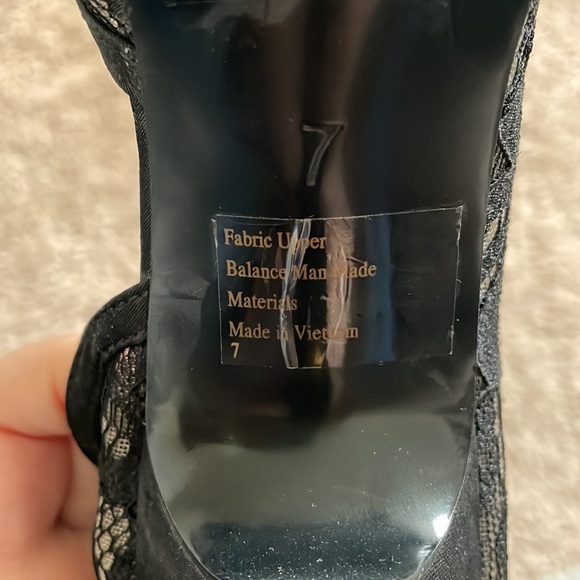 7
Fabric Upper
Balance Man Made
Materials
Made in Vietnam
7